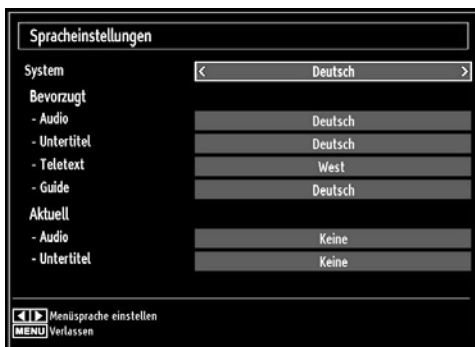 Spracheinstellungen
System < Deutsch >
Bevorzugt
- Audio Deutsch
- Untertitel Deutsch
- Teletext West
- Guide Deutsch
Aktuell
- Audio Keine
- Untertitel Keine
Menüsprache einstellen
MENU Verlassen